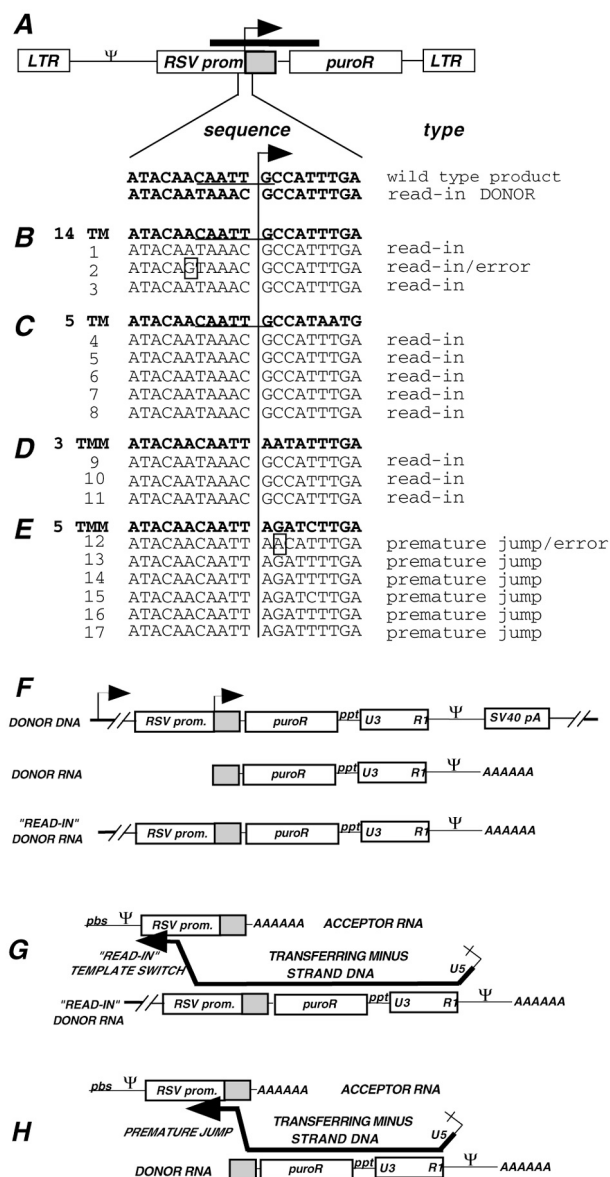 A
LTR Ψ RSV prom puroR LTR
sequence type
ATACAACAATT GCCATTTGA wild type product
ATACAATAAAC GCCATTTGA read-in DONOR
B 14 TM ATACAACAATT GCCATTTGA
1 ATACAATAAAC GCCATTTGA read-in
2 ATACAGTAAAC GCCATTTGA read-in/error
3 ATACAATAAAC GCCATTTGA read-in
C 5 TM ATACAACAATT GCCATAATG
4 ATACAATAAAC GCCATTTGA read-in
5 ATACAATAAAC GCCATTTGA read-in
6 ATACAATAAAC GCCATTTGA read-in
7 ATACAATAAAC GCCATTTGA read-in
8 ATACAATAAAC GCCATTTGA read-in
D 3 TMM ATACAACAATT AATATTTGA
9 ATACAATAAAC GCCATTTGA read-in
10 ATACAATAAAC GCCATTTGA read-in
11 ATACAATAAAC GCCATTTGA read-in
E 5 TMM ATACAACAATT AGATCTTGA
12 ATACAACAATT AACATTTGA premature jump/error
13 ATACAACAATT AGATTTTGA premature jump
14 ATACAACAATT AGATTTTGA premature jump
15 ATACAACAATT AGATCTTGA premature jump
16 ATACAACAATT AGATTTTGA premature jump
17 ATACAACAATT AGATTTTGA premature jump
F
DONOR DNA RSV prom. puroR ppt U3 R1 Ψ SV40 pA
DONOR RNA puroR ppt U3 R1 Ψ AAAAAA
"READ-IN"
DONOR RNA RSV prom. puroR ppt U3 R1 Ψ AAAAAA
G
pbs Ψ RSV prom. AAAAAA ACCEPTOR RNA
"READ-IN"
TEMPLATE SWITCH
TRANSFERRING MINUS
STRAND DNA
U5
"READ-IN"
DONOR RNA RSV prom. puroR ppt U3 R1 Ψ AAAAAA
H
pbs Ψ RSV prom. AAAAAA ACCEPTOR RNA
PREMATURE JUMP
TRANSFERRING MINUS
STRAND DNA
U5
DONOR RNA puroR ppt U3 R1 Ψ AAAAAA